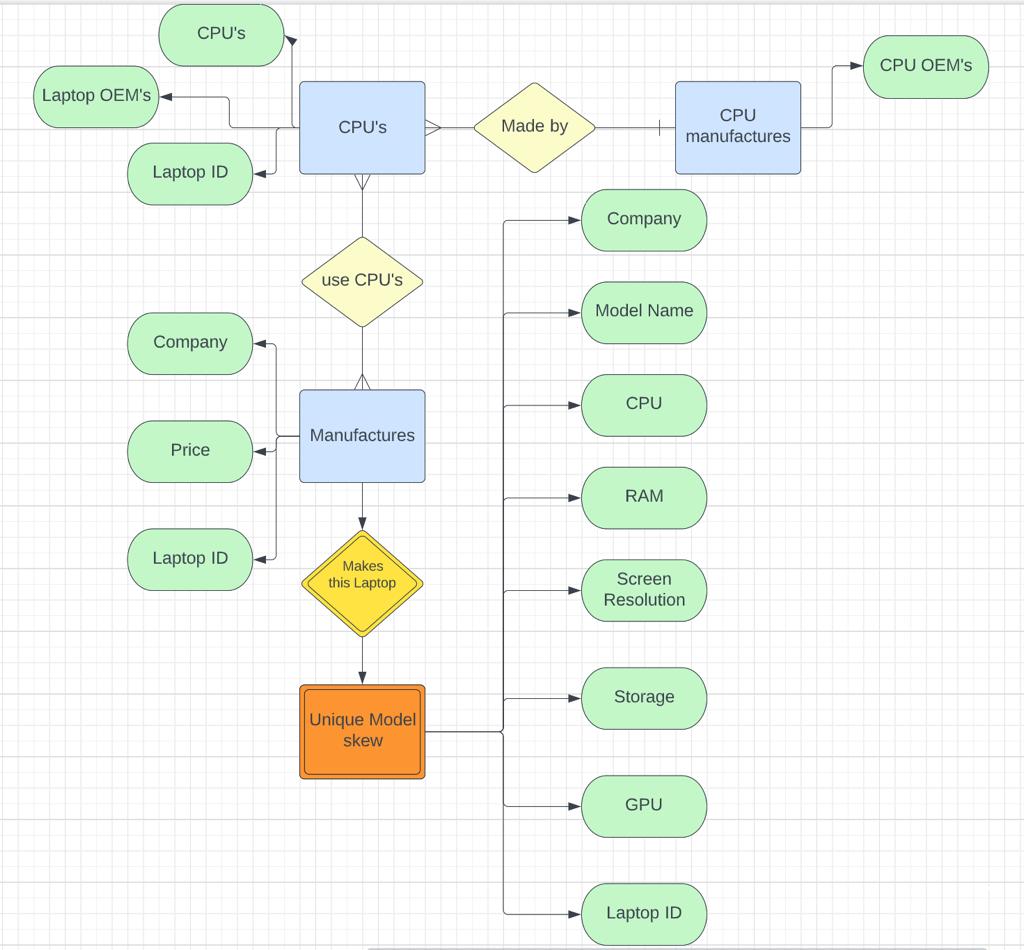 CPU's
Laptop OEM's
CPU OEM's
CPU's
Made by
CPU
manufactures
Laptop ID
Company
use CPU's
Model Name
Company
CPU
Manufactures
Price
RAM
Laptop ID
Makes
this Laptop
Screen
Resolution
Unique Model
skew
Storage
GPU
Laptop ID